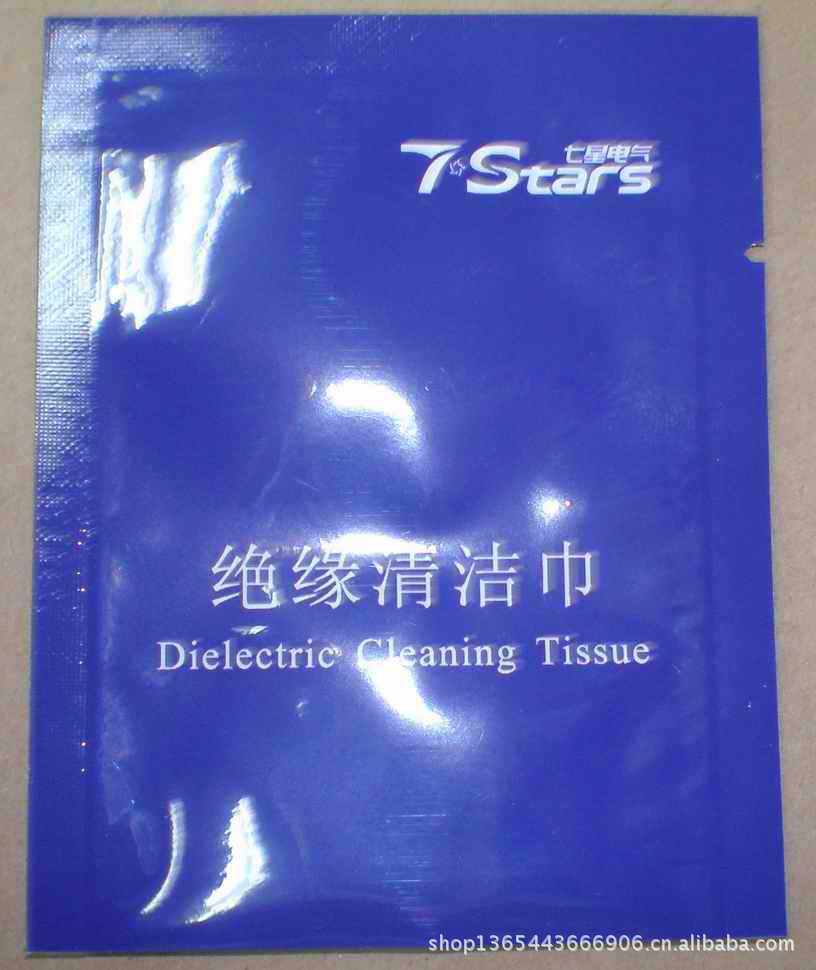 七星电气
7Stars
绝缘清洁巾
Dielectric Cleaning Tissue
shop1365443666906.cn.alibaba.com